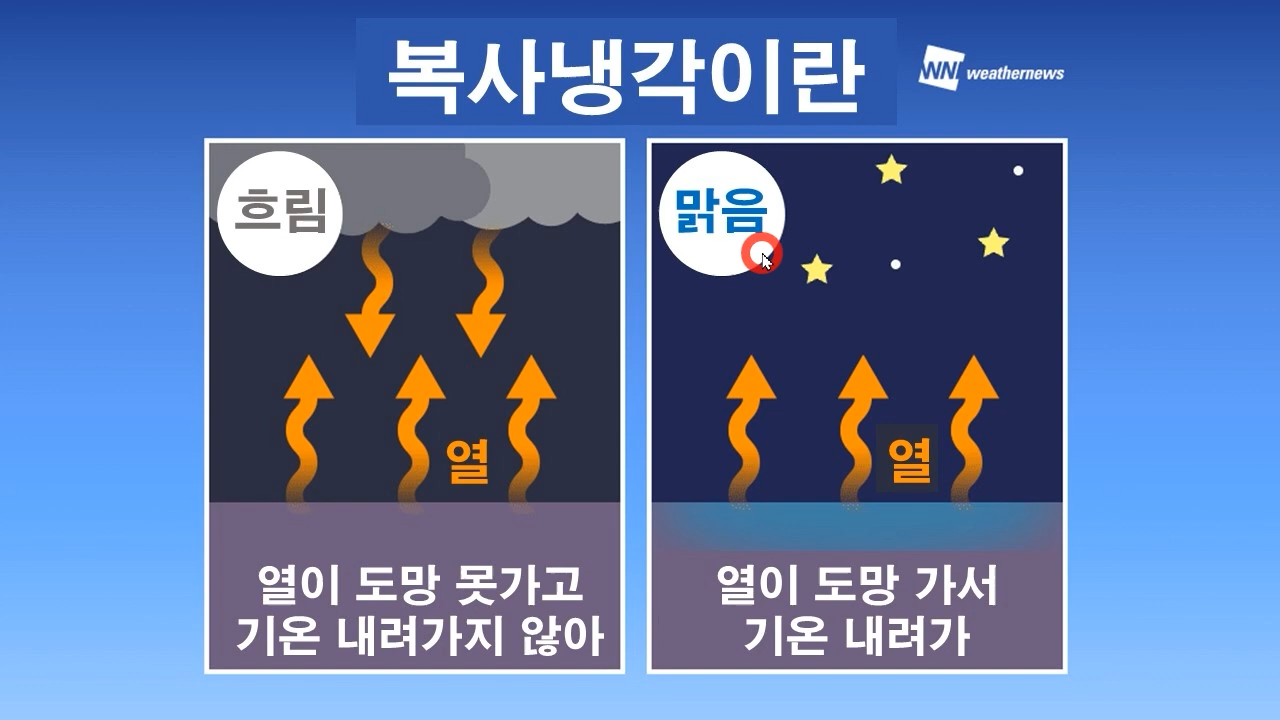 복사냉각이란
WN weathernews
흐림
열
열이 도망 못가고
기온 내려가지 않아
맑음
열
열이 도망 가서
기온 내려가